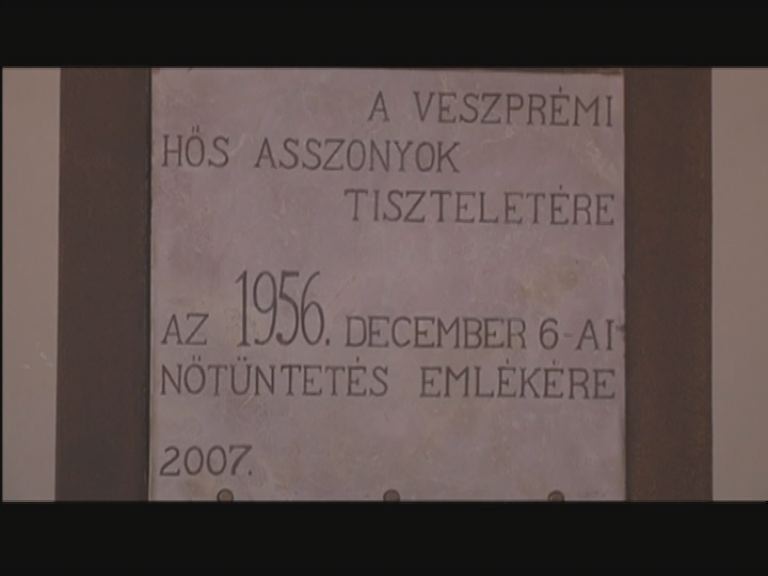 A VESZPRÉMI
HŐS ASSZONYOK
TISZTELETÉRE
AZ 1956. DECEMBER 6-AI
NŐTÜNTETÉS EMLÉKÉRE
2007.